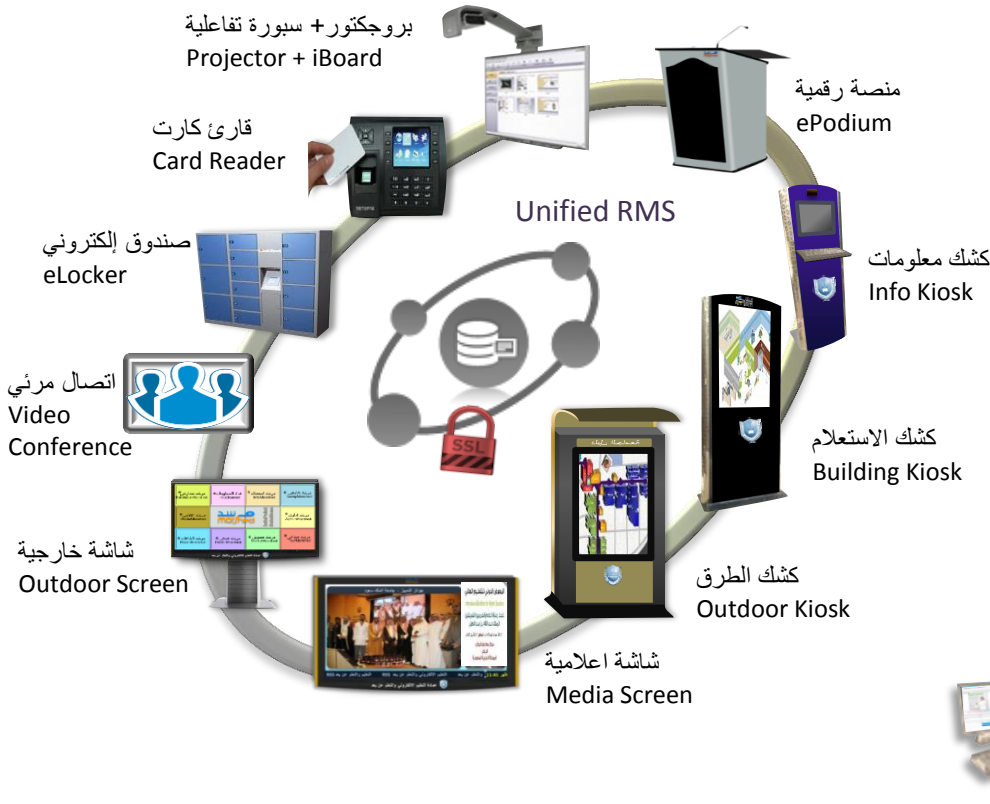 بروجكتور+ سبورة تفاعلية
Projector + iBoard
منصة رقمية
ePodium
قارئ كارت
Card Reader
Unified RMS
صندوق إلكتروني
eLocker
كشك معلومات
Info Kiosk
اتصال مرئي
Video
Conference
SSL
كشك الاستعلام
Building Kiosk
شاشة خارجية
Outdoor Screen
كشك الطرق
Outdoor Kiosk
شاشة اعلامية
Media Screen